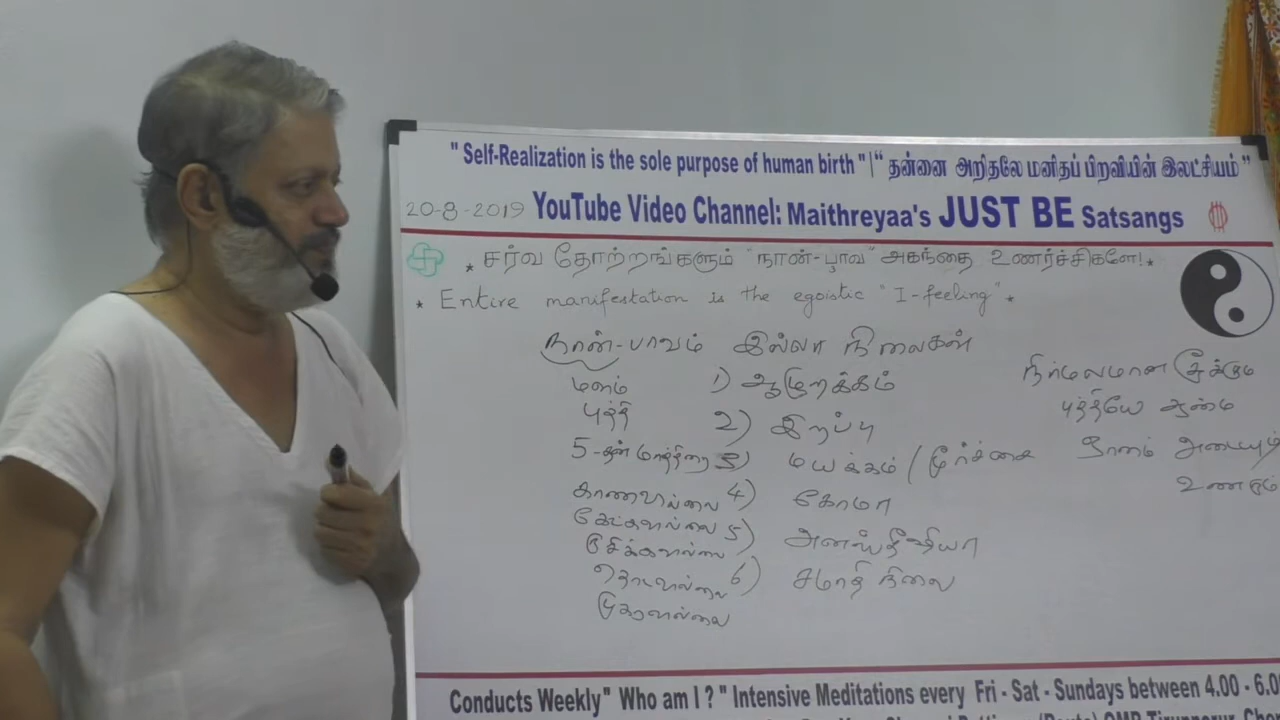 " Self-Realization is the sole purpose of human birth " | “ தன்னை அறிதலே மனிதப் பிறவியின் இலட்சியம் ”
20-8-2019 YouTube Video Channel: Maithreyaa's JUST BE Satsangs
* சர்வ தோற்றங்களும் "நான்-பாவ" அகந்தை உணர்ச்சிகளே! *
* Entire manifestation is the egoistic "I-feeling" *
நான்-பாவம் இல்லா நிலைகள்
மனம் 1) ஆழுறக்கம் நிர்மலமான
புத்தி 2) இறப்பு புத்தியே ஆன்ம
5-தன் மாத்திரை 3) மயக்கம் / மூர்ச்சை அடையும்
காணவில்லை 4) கோமா
கேட்கவில்லை 5) அனஸ்தீஷியா
ருசிக்கவில்லை
தொடவில்லை 6) சமாதி நிலை
முகரவில்லை
Conducts Weekly " Who am I ? " Intensive Meditations every Fri - Sat - Sundays between 4.00 - 6.0